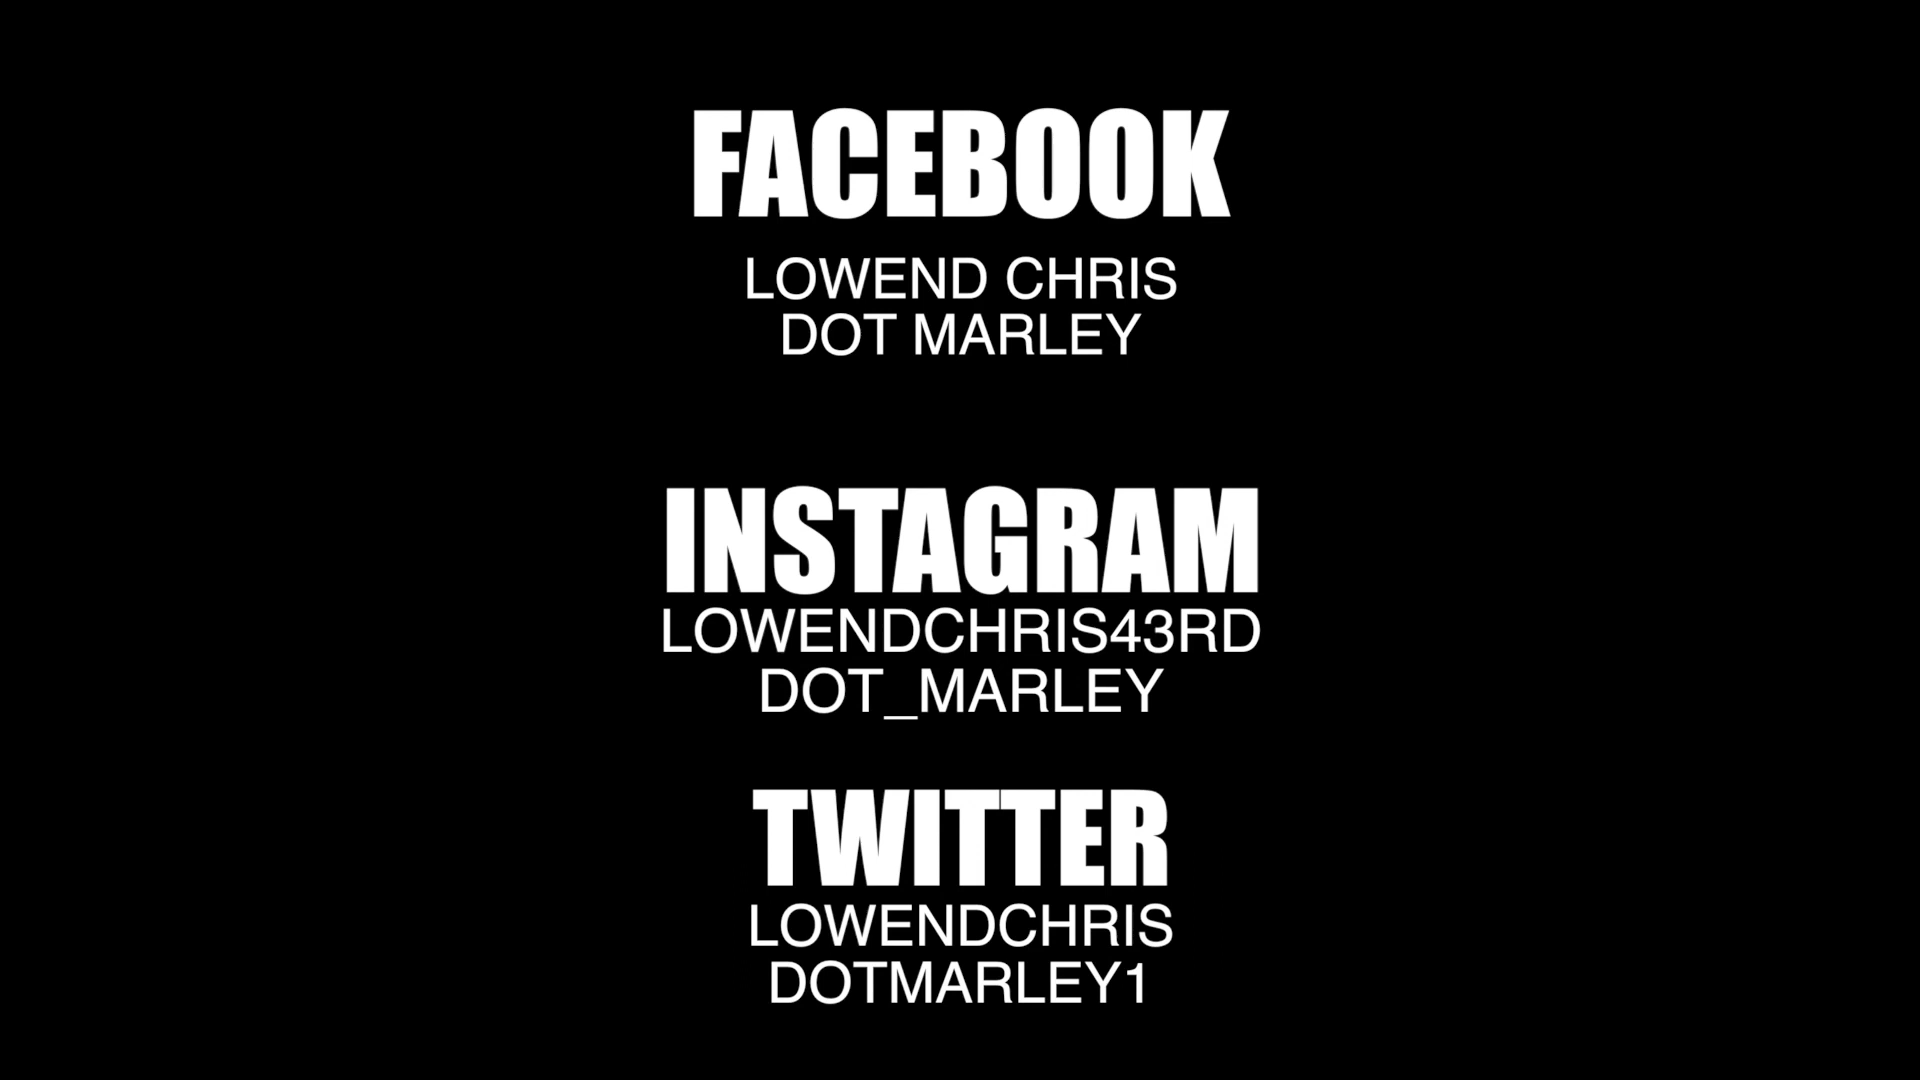 FACEBOOK
LOWEND CHRIS
DOT MARLEY
INSTAGRAM
LOWENDCHRIS43RD
DOT_MARLEY
TWITTER
LOWENDCHRIS
DOTMARLEY1